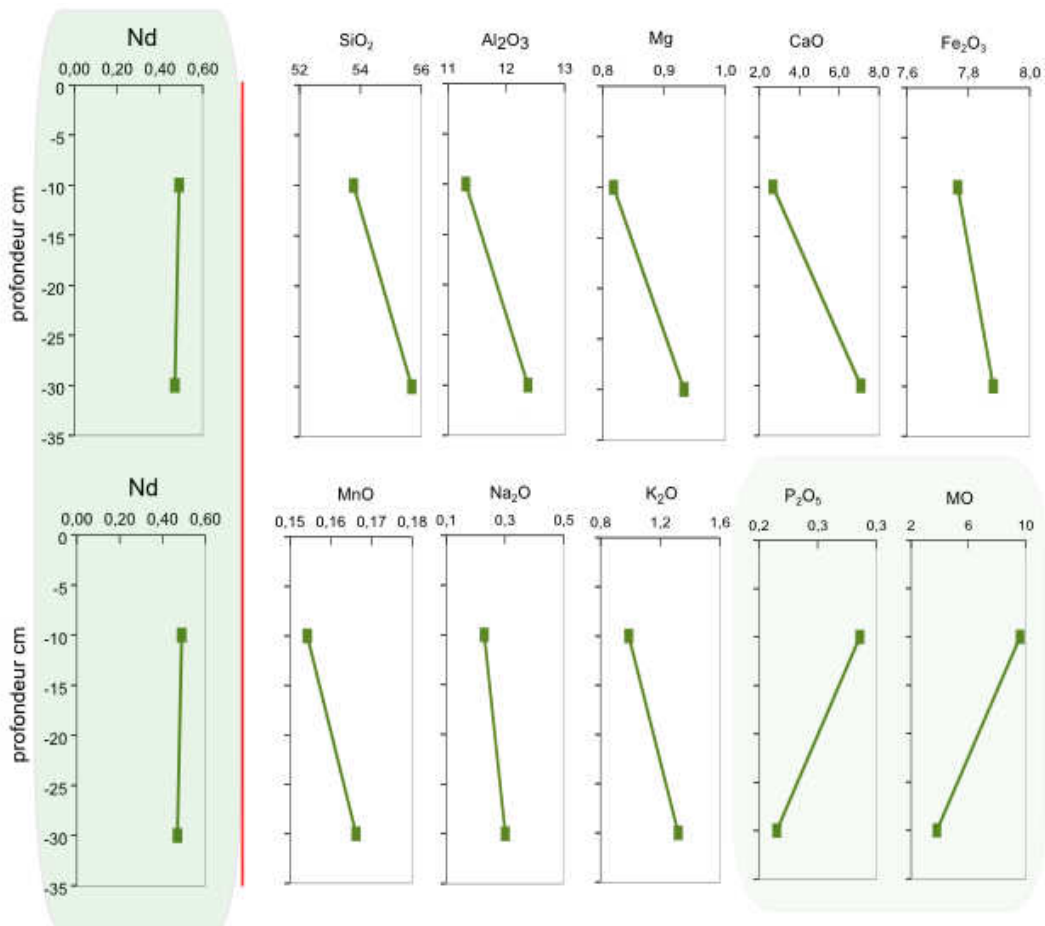 Nd
0,00 0,20 0,40 0,60
0
-5
-10
-15
-20
-25
-30
-35
profondeur cm
SiO₂
52 54 56
Al₂O₃
11 12 13
Mg
0,8 0,9 1,0
CaO
2,0 4,0 6,0 8,0
Fe₂O₃
7,6 7,8 8,0
Nd
0,00 0,20 0,40 0,60
0
-5
-10
-15
-20
-25
-30
-35
profondeur cm
MnO
0,15 0,16 0,17 0,18
Na₂O
0,1 0,3 0,5
K₂O
0,8 1,2 1,6
P₂O₅
0,2 0,3 0,3
MO
2 6 10